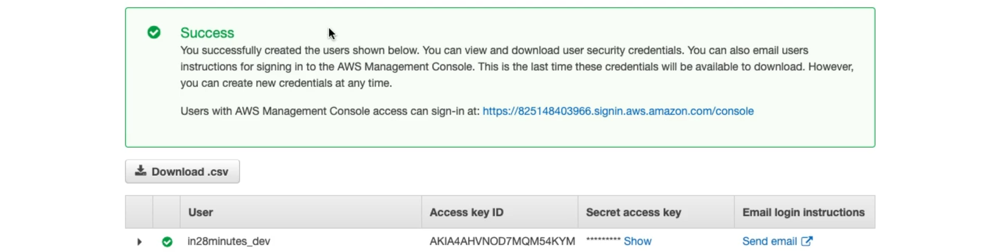 Success
You successfully created the users shown below. You can view and download user security credentials. You can also email users
instructions for signing in to the AWS Management Console. This is the last time these credentials will be available to download. However,
you can create new credentials at any time.
Users with AWS Management Console access can sign-in at: https://825148403966.signin.aws.amazon.com/console
Download .csv
User Access key ID Secret access key Email login instructions
in28minutes_dev AKIA4AHVNOD7MQM54KYM ********* Show Send email